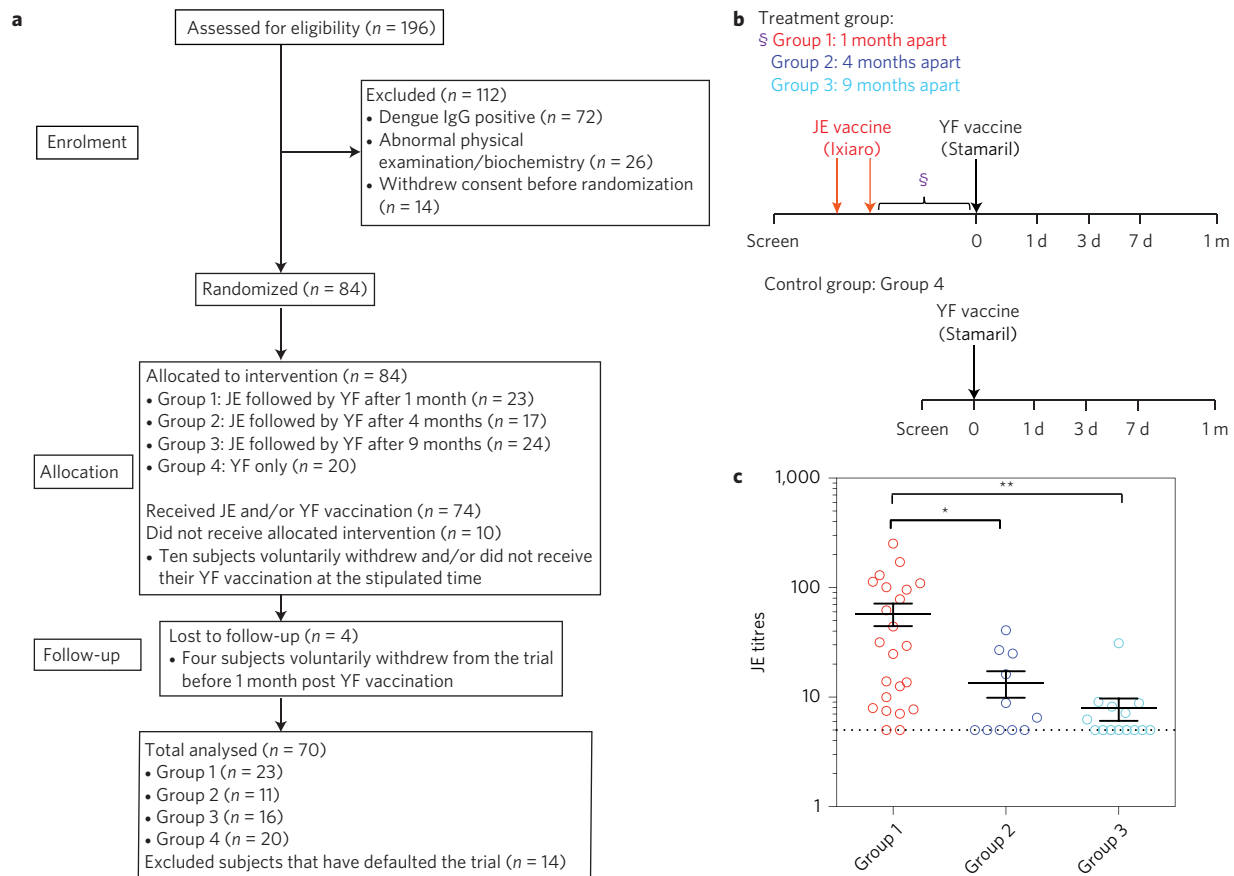 a
Assessed for eligibility (n = 196)
Enrolment
Excluded (n = 112)
• Dengue IgG positive (n = 72)
• Abnormal physical
examination/biochemistry (n = 26)
• Withdrew consent before randomization
(n = 14)
Randomized (n = 84)
Allocation
Allocated to intervention (n = 84)
• Group 1: JE followed by YF after 1 month (n = 23)
• Group 2: JE followed by YF after 4 months (n = 17)
• Group 3: JE followed by YF after 9 months (n = 24)
• Group 4: YF only (n = 20)
Received JE and/or YF vaccination (n = 74)
Did not receive allocated intervention (n = 10)
• Ten subjects voluntarily withdrew and/or did not receive
their YF vaccination at the stipulated time
Follow-up
Lost to follow-up (n = 4)
• Four subjects voluntarily withdrew from the trial
before 1 month post YF vaccination
Total analysed (n = 70)
• Group 1 (n = 23)
• Group 2 (n = 11)
• Group 3 (n = 16)
• Group 4 (n = 20)
Excluded subjects that have defaulted the trial (n = 14)
b
Treatment group:
§ Group 1: 1 month apart
Group 2: 4 months apart
Group 3: 9 months apart
JE vaccine
(Ixiaro)
YF vaccine
(Stamaril)
§
Screen 0 1 d 3 d 7 d 1 m
Control group: Group 4
YF vaccine
(Stamaril)
Screen 0 1 d 3 d 7 d 1 m
c
JE titres
1,000
100
10
1
**
*
Group 1
Group 2
Group 3